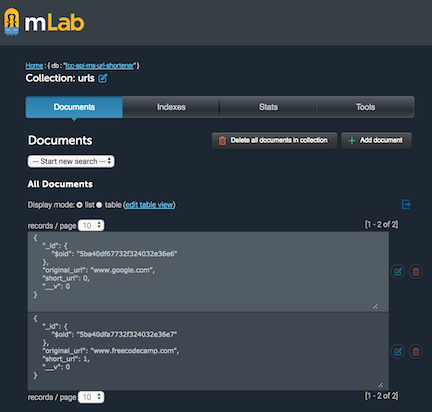 mLab
Home : { db : "fcc-api-ms-url-shortener" }
Collection: urls
Documents Indexes Stats Tools
Documents
Delete all documents in collection
+ Add document
--- Start new search ---
All Documents
Display mode: list table (edit table view)
records / page 10 [1 - 2 of 2]
{
"_id": {
"$oid": "5ba40df67732f324032e36e6"
},
"original_url": "www.google.com",
"short_url": 0,
"__v": 0
}
{
"_id": {
"$oid": "5ba40dfa7732f324032e36e7"
},
"original_url": "www.freecodecamp.com",
"short_url": 1,
"__v": 0
}
records / page 10 [1 - 2 of 2]